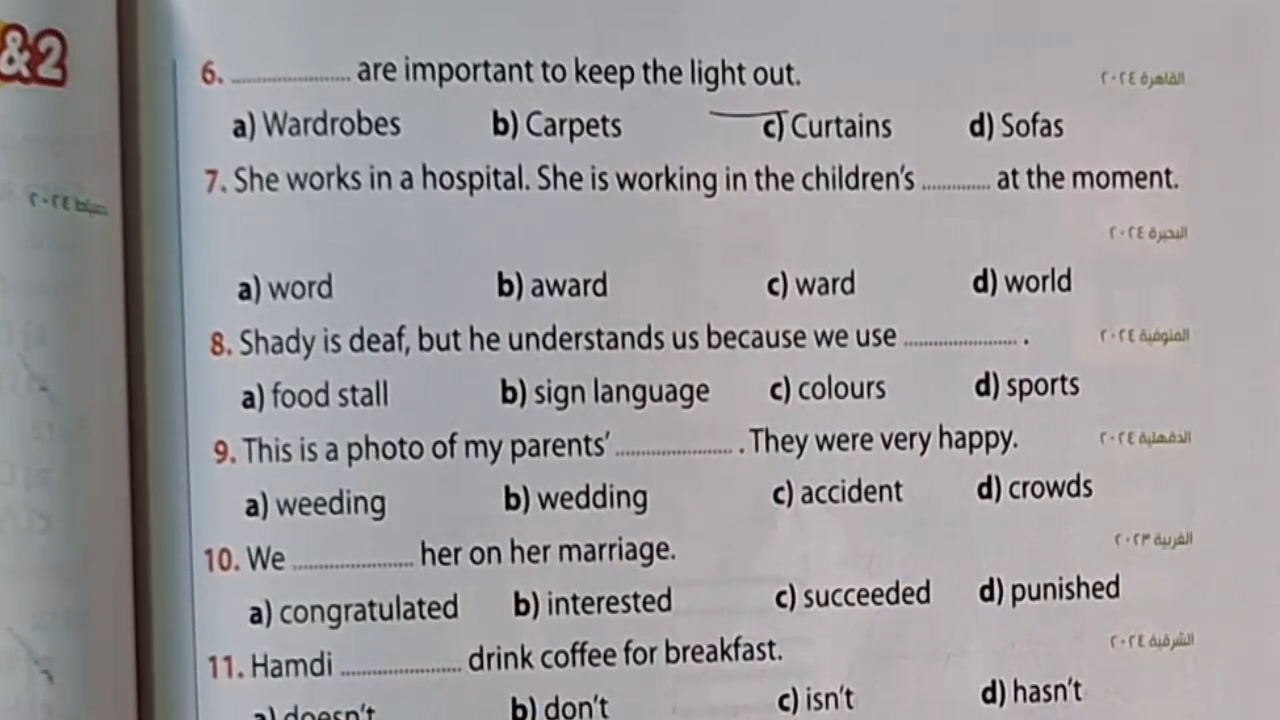 &2
6. .................... are important to keep the light out. القاهرة ٢٠٢٤
a) Wardrobes b) Carpets c) Curtains d) Sofas
7. She works in a hospital. She is working in the children's ............. at the moment.
البحيرة ٢٠٢٤
a) word b) award c) ward d) world
8. Shady is deaf, but he understands us because we use .................... . المنوفية ٢٠٢٤
a) food stall b) sign language c) colours d) sports
9. This is a photo of my parents' .................... . They were very happy. الدقهلية ٢٠٢٤
a) weeding b) wedding c) accident d) crowds
10. We .................... her on her marriage. الغربية ٢٠٢٣
a) congratulated b) interested c) succeeded d) punished
11. Hamdi .................... drink coffee for breakfast. الشرقية ٢٠٢٤
a) doesn't b) don't c) isn't d) hasn't